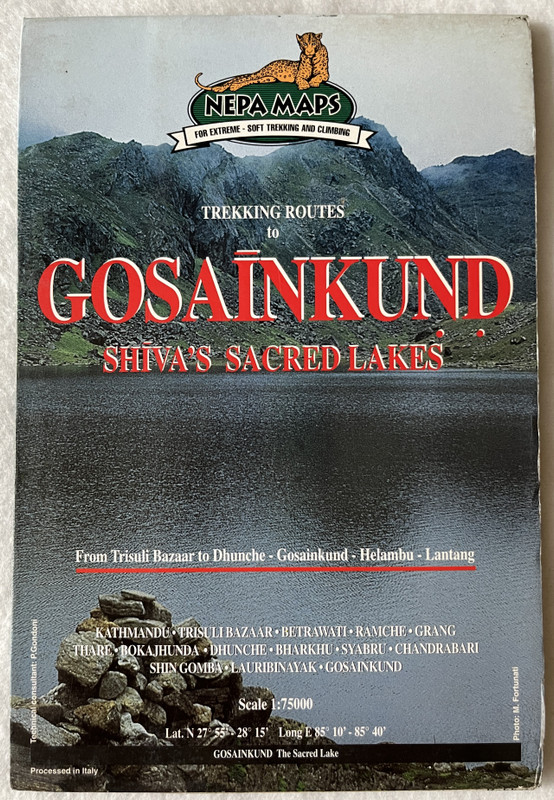 NEPA MAPS
FOR EXTREME - SOFT TREKKING AND CLIMBING
TREKKING ROUTES
to
GOSAĪNKUṆḌ
SHĪVA'S SACRED LAKES
From Trisuli Bazaar to Dhunche - Gosainkund - Helambu - Lantang
KATHMANDU • TRISULI BAZAAR • BETRAWATI • RAMCHE • GRANG
THARE • BOKAJHUNDA • DHUNCHE • BHARKHU • SYABRU • CHANDRABARI
SHIN GOMBA • LAURIBINAYAK • GOSAINKUND
Scale 1:75000
Lat. N 27° 55' - 28° 15' Long E 85° 10' - 85° 40'
GOSAINKUND The Sacred Lake
Technical consultant: P.Gondoni
Photo: M. Fortunati
Processed in Italy